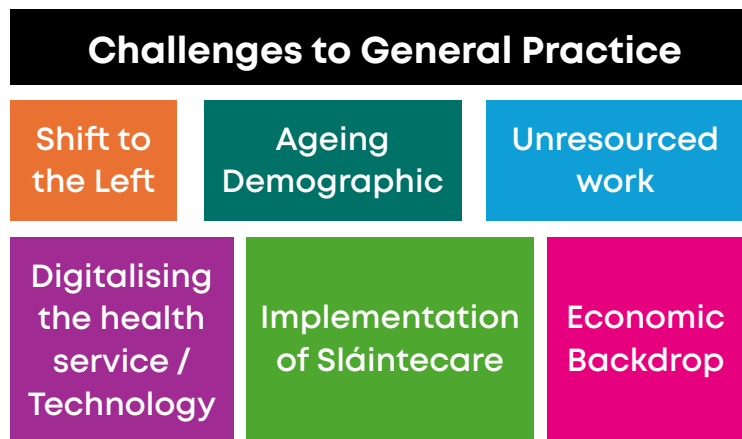 Challenges to General Practice
Shift to
the Left
Ageing
Demographic
Unresourced
work
Digitalising
the health
service /
Technology
Implementation
of Sláintecare
Economic
Backdrop